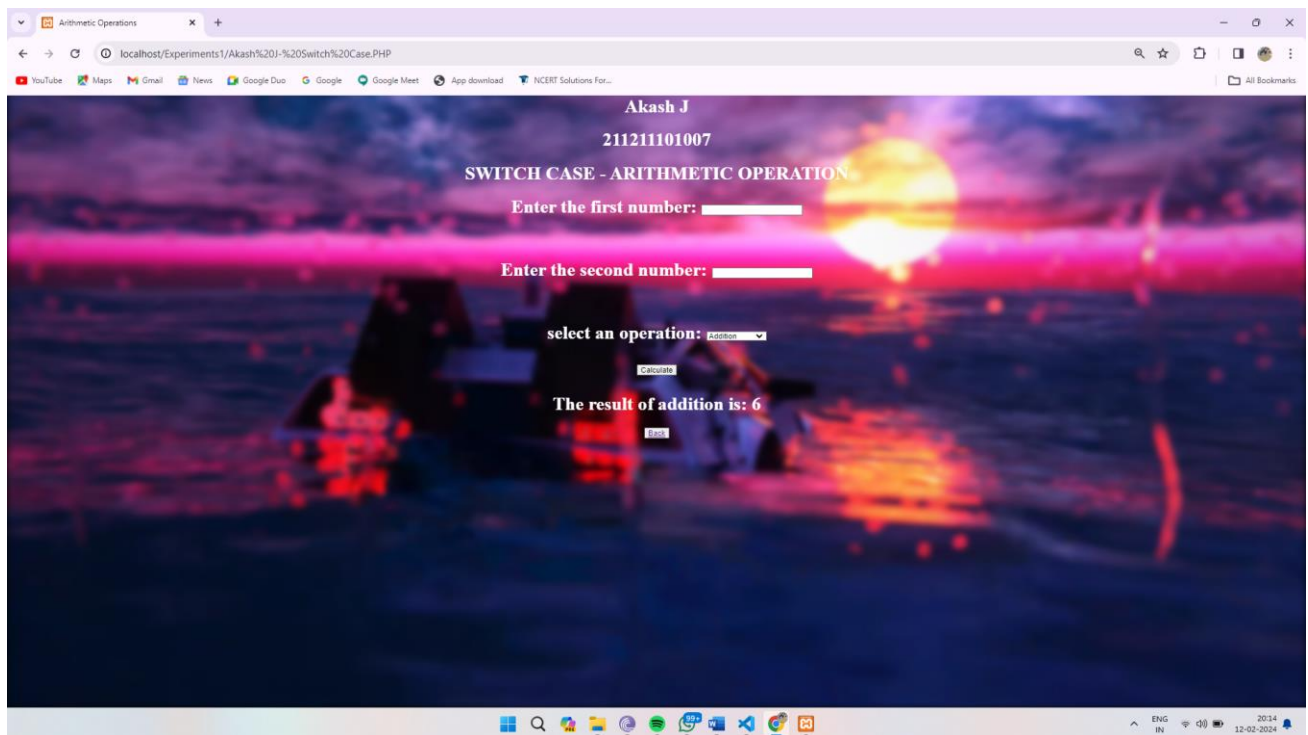 Arithmetic Operations
localhost/Experiments1/Akash%20J-%20Switch%20Case.PHP
YouTube Maps Gmail News Google Duo Google Google Meet App download NCERT Solutions For... All Bookmarks
Akash J
211211101007
SWITCH CASE - ARITHMETIC OPERATION
Enter the first number:
Enter the second number:
select an operation: Addition
Calculate
The result of addition is: 6
Back
99+
ENG 20:14
IN 12-02-2024